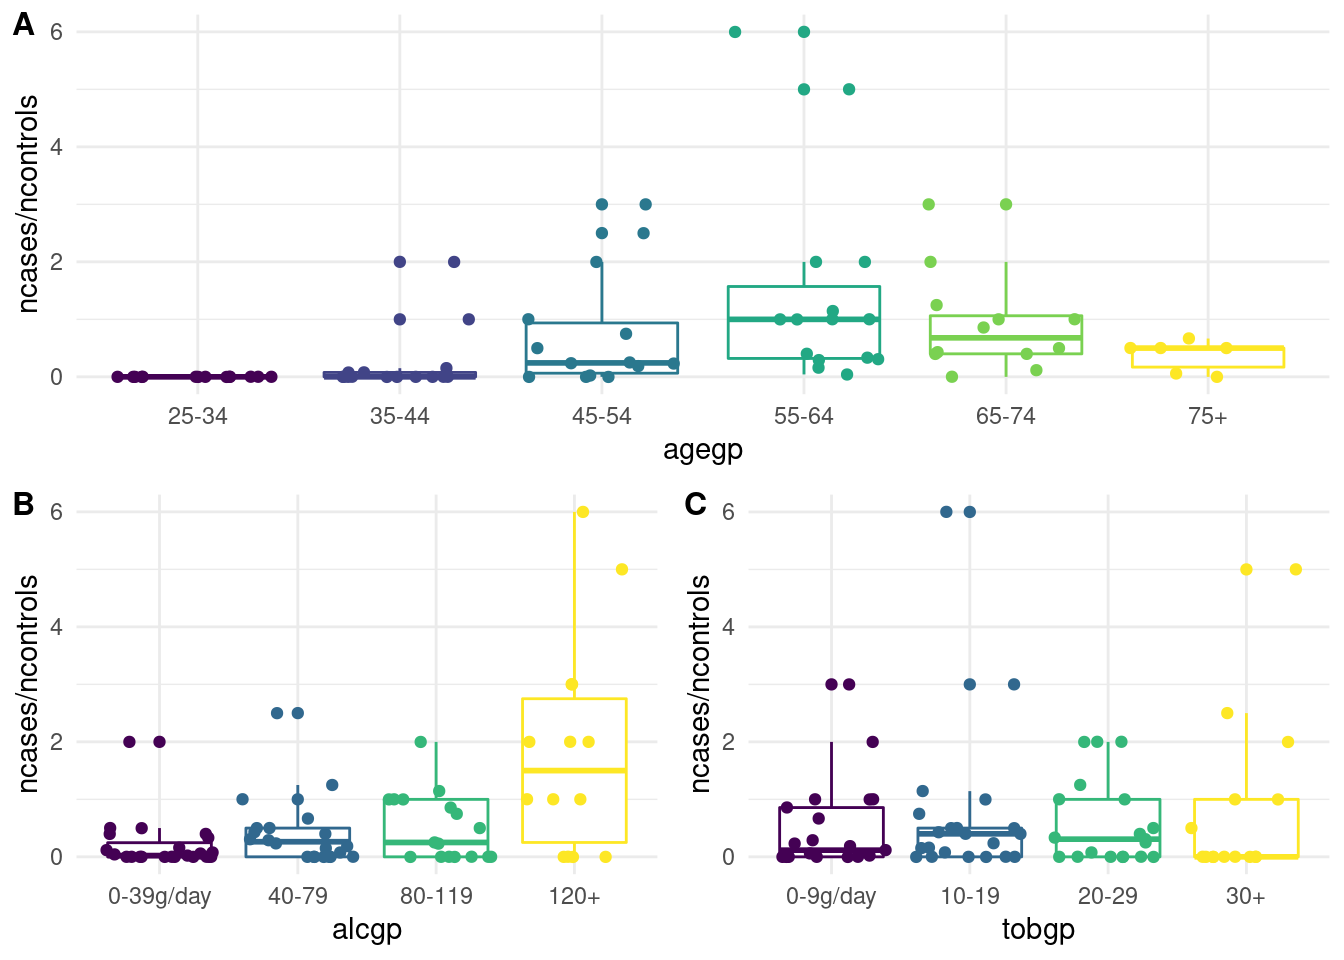 A
ncases/ncontrols
6
4
2
0
25-34 35-44 45-54 55-64 65-74 75+
agegp
B
ncases/ncontrols
6
4
2
0
0-39g/day 40-79 80-119 120+
alcgp
C
ncases/ncontrols
6
4
2
0
0-9g/day 10-19 20-29 30+
tobgp